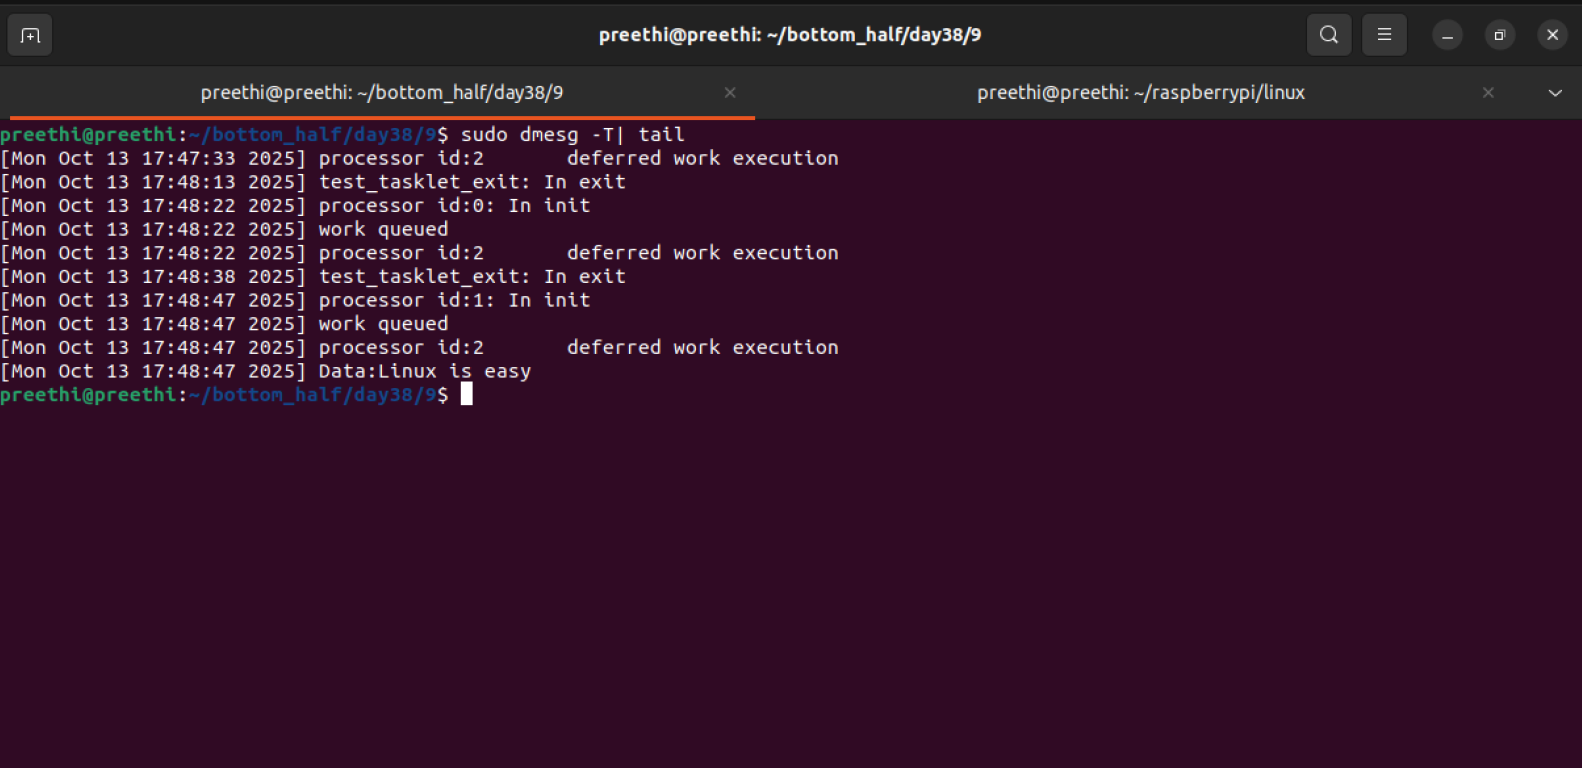 preethi@preethi: ~/bottom_half/day38/9
preethi@preethi: ~/bottom_half/day38/9
preethi@preethi: ~/raspberrypi/linux
preethi@preethi:~/bottom_half/day38/9$ sudo dmesg -T| tail
[Mon Oct 13 17:47:33 2025] processor id:2       deferred work execution
[Mon Oct 13 17:48:13 2025] test_tasklet_exit: In exit
[Mon Oct 13 17:48:22 2025] processor id:0: In init
[Mon Oct 13 17:48:22 2025] work queued
[Mon Oct 13 17:48:22 2025] processor id:2       deferred work execution
[Mon Oct 13 17:48:38 2025] test_tasklet_exit: In exit
[Mon Oct 13 17:48:47 2025] processor id:1: In init
[Mon Oct 13 17:48:47 2025] work queued
[Mon Oct 13 17:48:47 2025] processor id:2       deferred work execution
[Mon Oct 13 17:48:47 2025] Data:Linux is easy
preethi@preethi:~/bottom_half/day38/9$